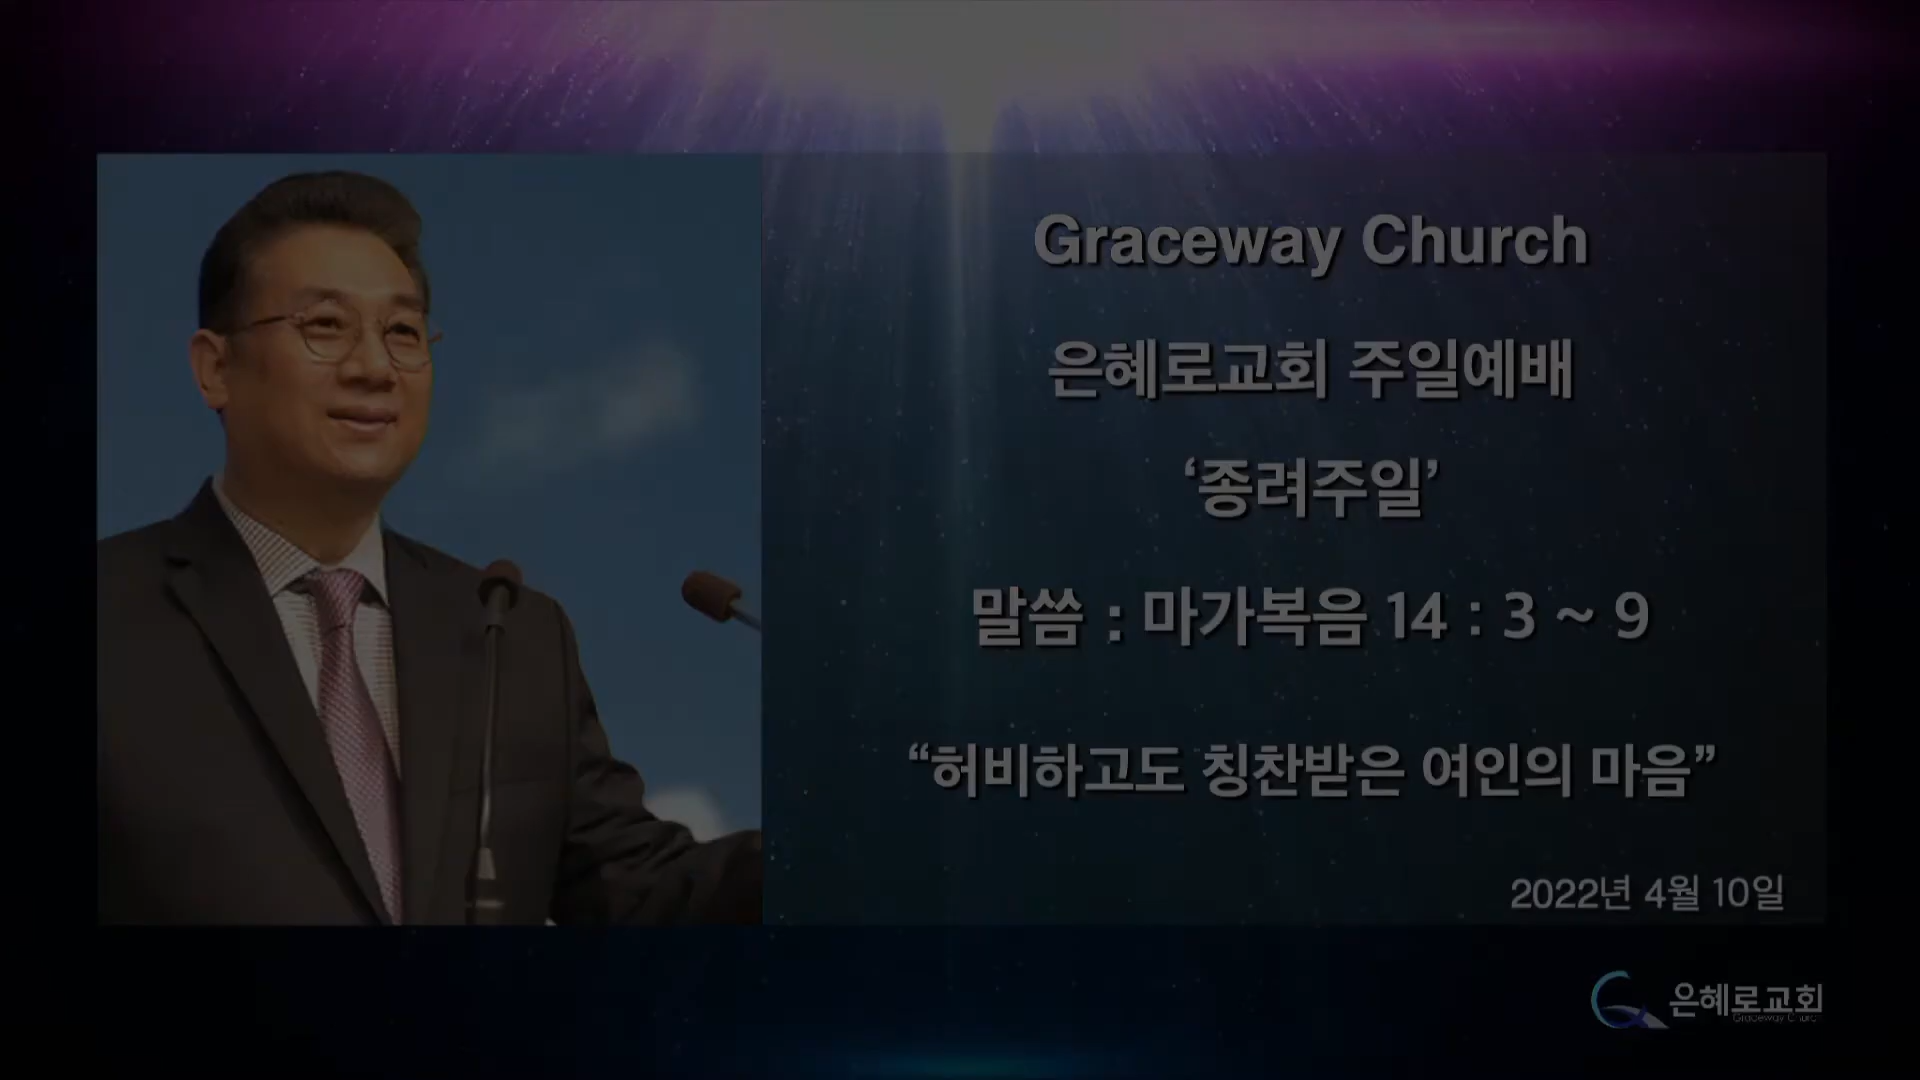 Graceway Church
은혜로교회 주일예배
‘종려주일’
말씀 : 마가복음 14 : 3 ~ 9
“허비하고도 칭찬받은 여인의 마음”
2022년 4월 10일
은혜로교회
Graceway Church